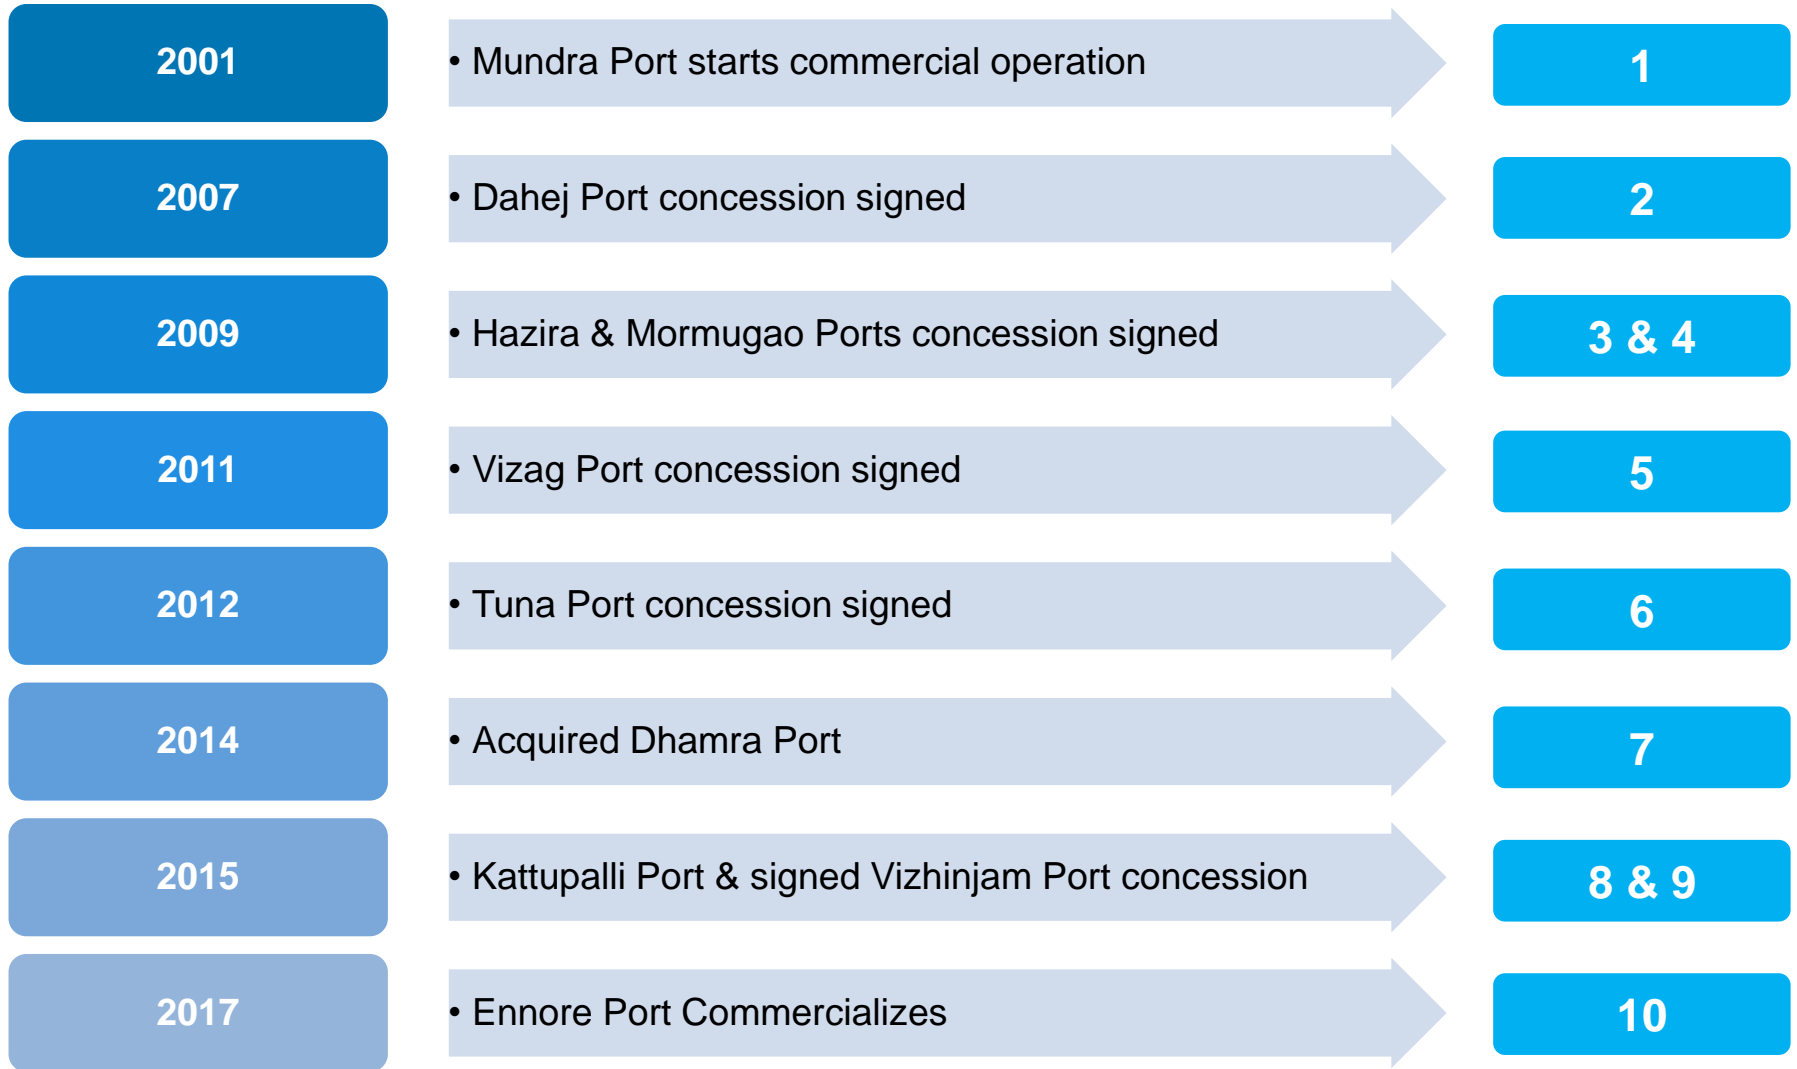 2001
• Mundra Port starts commercial operation
1
2007
• Dahej Port concession signed
2
2009
• Hazira & Mormugao Ports concession signed
3 & 4
2011
• Vizag Port concession signed
5
2012
• Tuna Port concession signed
6
2014
• Acquired Dhamra Port
7
2015
• Kattupalli Port & signed Vizhinjam Port concession
8 & 9
2017
• Ennore Port Commercializes
10